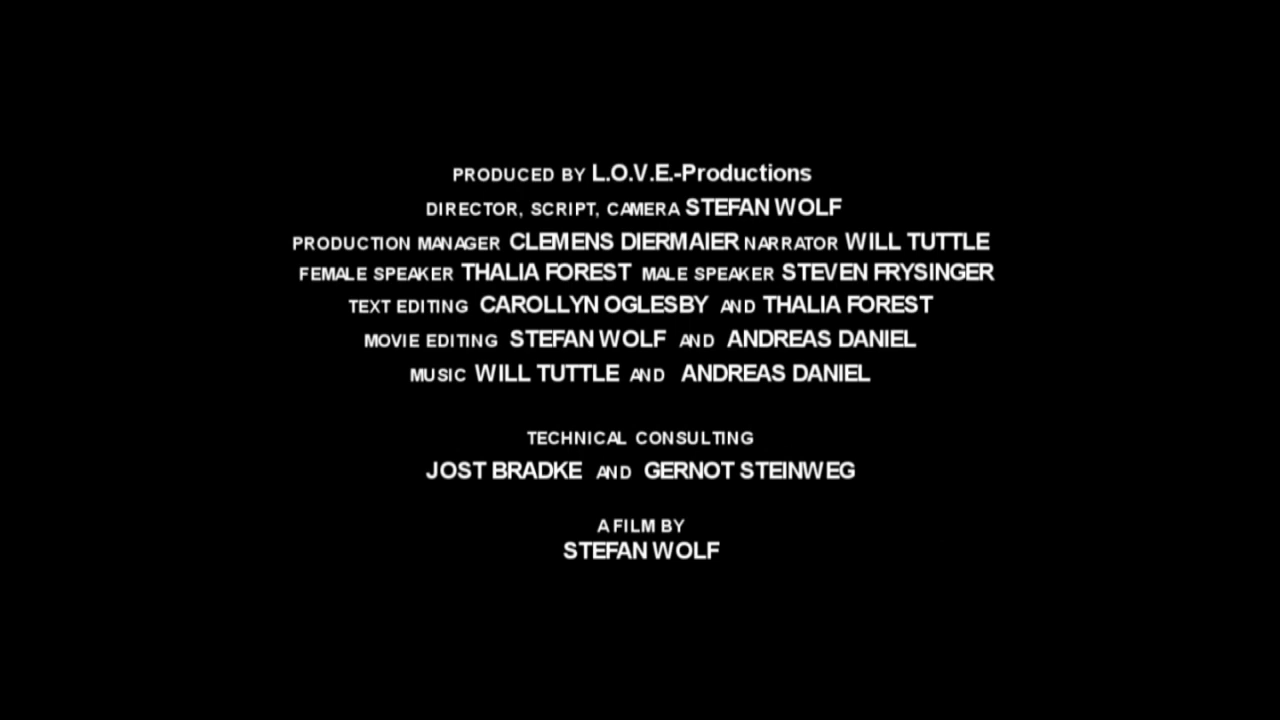 PRODUCED BY L.O.V.E.-Productions
DIRECTOR, SCRIPT, CAMERA STEFAN WOLF
PRODUCTION MANAGER CLEMENS DIERMAIER NARRATOR WILL TUTTLE
FEMALE SPEAKER THALIA FOREST MALE SPEAKER STEVEN FRYSINGER
TEXT EDITING CAROLLYN OGLESBY AND THALIA FOREST
MOVIE EDITING STEFAN WOLF AND ANDREAS DANIEL
MUSIC WILL TUTTLE AND ANDREAS DANIEL
TECHNICAL CONSULTING
JOST BRADKE AND GERNOT STEINWEG
A FILM BY
STEFAN WOLF